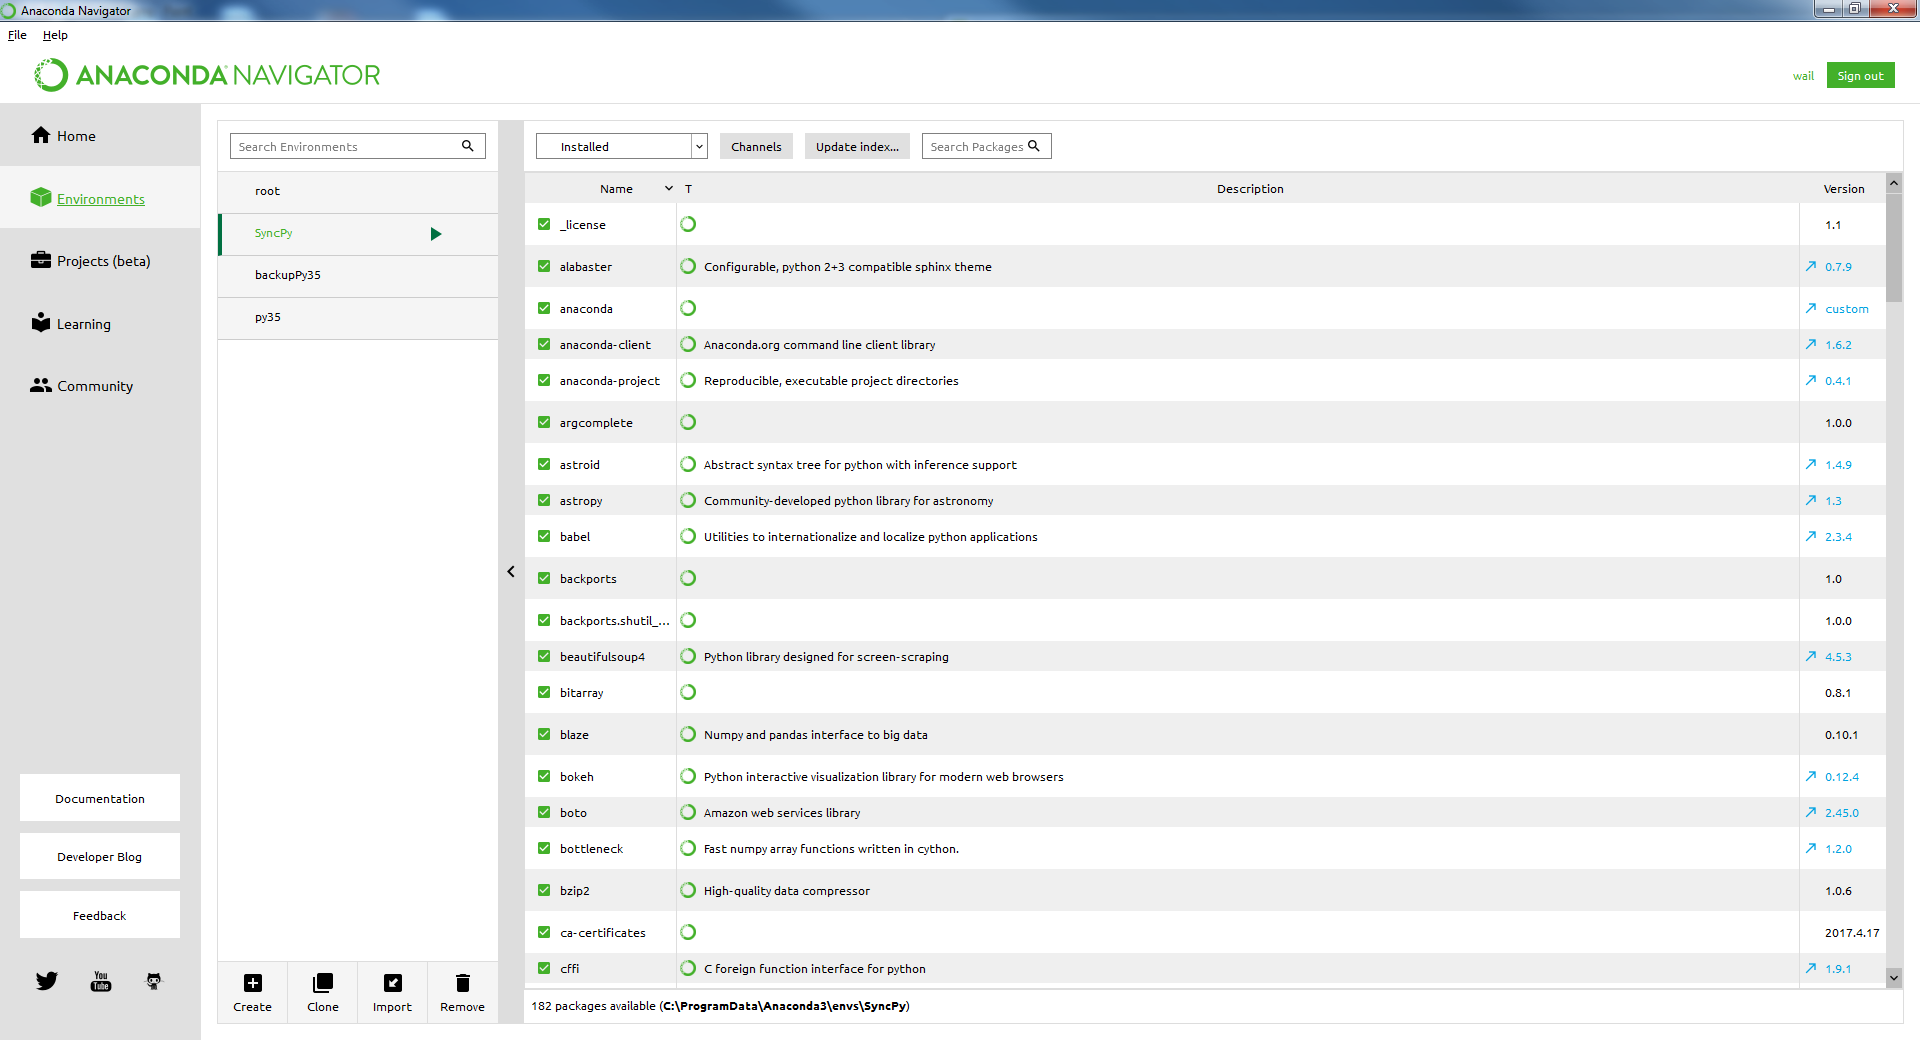 Anaconda Navigator
File Help
ANACONDA NAVIGATOR
wail Sign out
Home
Environments
Projects (beta)
Learning
Community
Documentation
Developer Blog
Feedback
You Tube
Search Environments
root
SyncPy
backupPy35
py35
Create Clone Import Remove
Installed Channels Update index... Search Packages
Name T Description Version
_license 1.1
alabaster Configurable, python 2+3 compatible sphinx theme 0.7.9
anaconda custom
anaconda-client Anaconda.org command line client library 1.6.2
anaconda-project Reproducible, executable project directories 0.4.1
argcomplete 1.0.0
astroid Abstract syntax tree for python with inference support 1.4.9
astropy Community-developed python library for astronomy 1.3
babel Utilities to internationalize and localize python applications 2.3.4
backports 1.0
backports.shutil_... 1.0.0
beautifulsoup4 Python library designed for screen-scraping 4.5.3
bitarray 0.8.1
blaze Numpy and pandas interface to big data 0.10.1
bokeh Python interactive visualization library for modern web browsers 0.12.4
boto Amazon web services library 2.45.0
bottleneck Fast numpy array functions written in cython. 1.2.0
bzip2 High-quality data compressor 1.0.6
ca-certificates 2017.4.17
cffi C foreign function interface for python 1.9.1
182 packages available (C:\ProgramData\Anaconda3\envs\SyncPy)